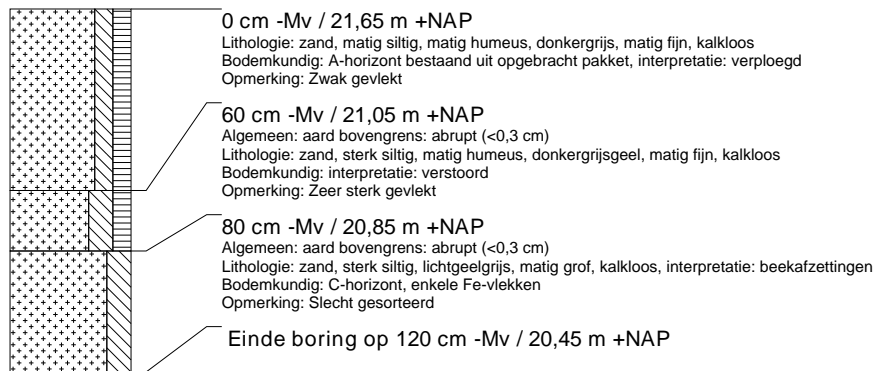 0 cm -Mv / 21,65 m +NAP
Lithologie: zand, matig siltig, matig humeus, donkergrijs, matig fijn, kalkloos
Bodemkundig: A-horizont bestaand uit opgebracht pakket, interpretatie: verploegd
Opmerking: Zwak gevlekt
60 cm -Mv / 21,05 m +NAP
Algemeen: aard bovengrens: abrupt (<0,3 cm)
Lithologie: zand, sterk siltig, matig humeus, donkergrijsgeel, matig fijn, kalkloos
Bodemkundig: interpretatie: verstoord
Opmerking: Zeer sterk gevlekt
80 cm -Mv / 20,85 m +NAP
Algemeen: aard bovengrens: abrupt (<0,3 cm)
Lithologie: zand, sterk siltig, lichtgeelgrijs, matig grof, kalkloos, interpretatie: beekafzettingen
Bodemkundig: C-horizont, enkele Fe-vlekken
Opmerking: Slecht gesorteerd
Einde boring op 120 cm -Mv / 20,45 m +NAP